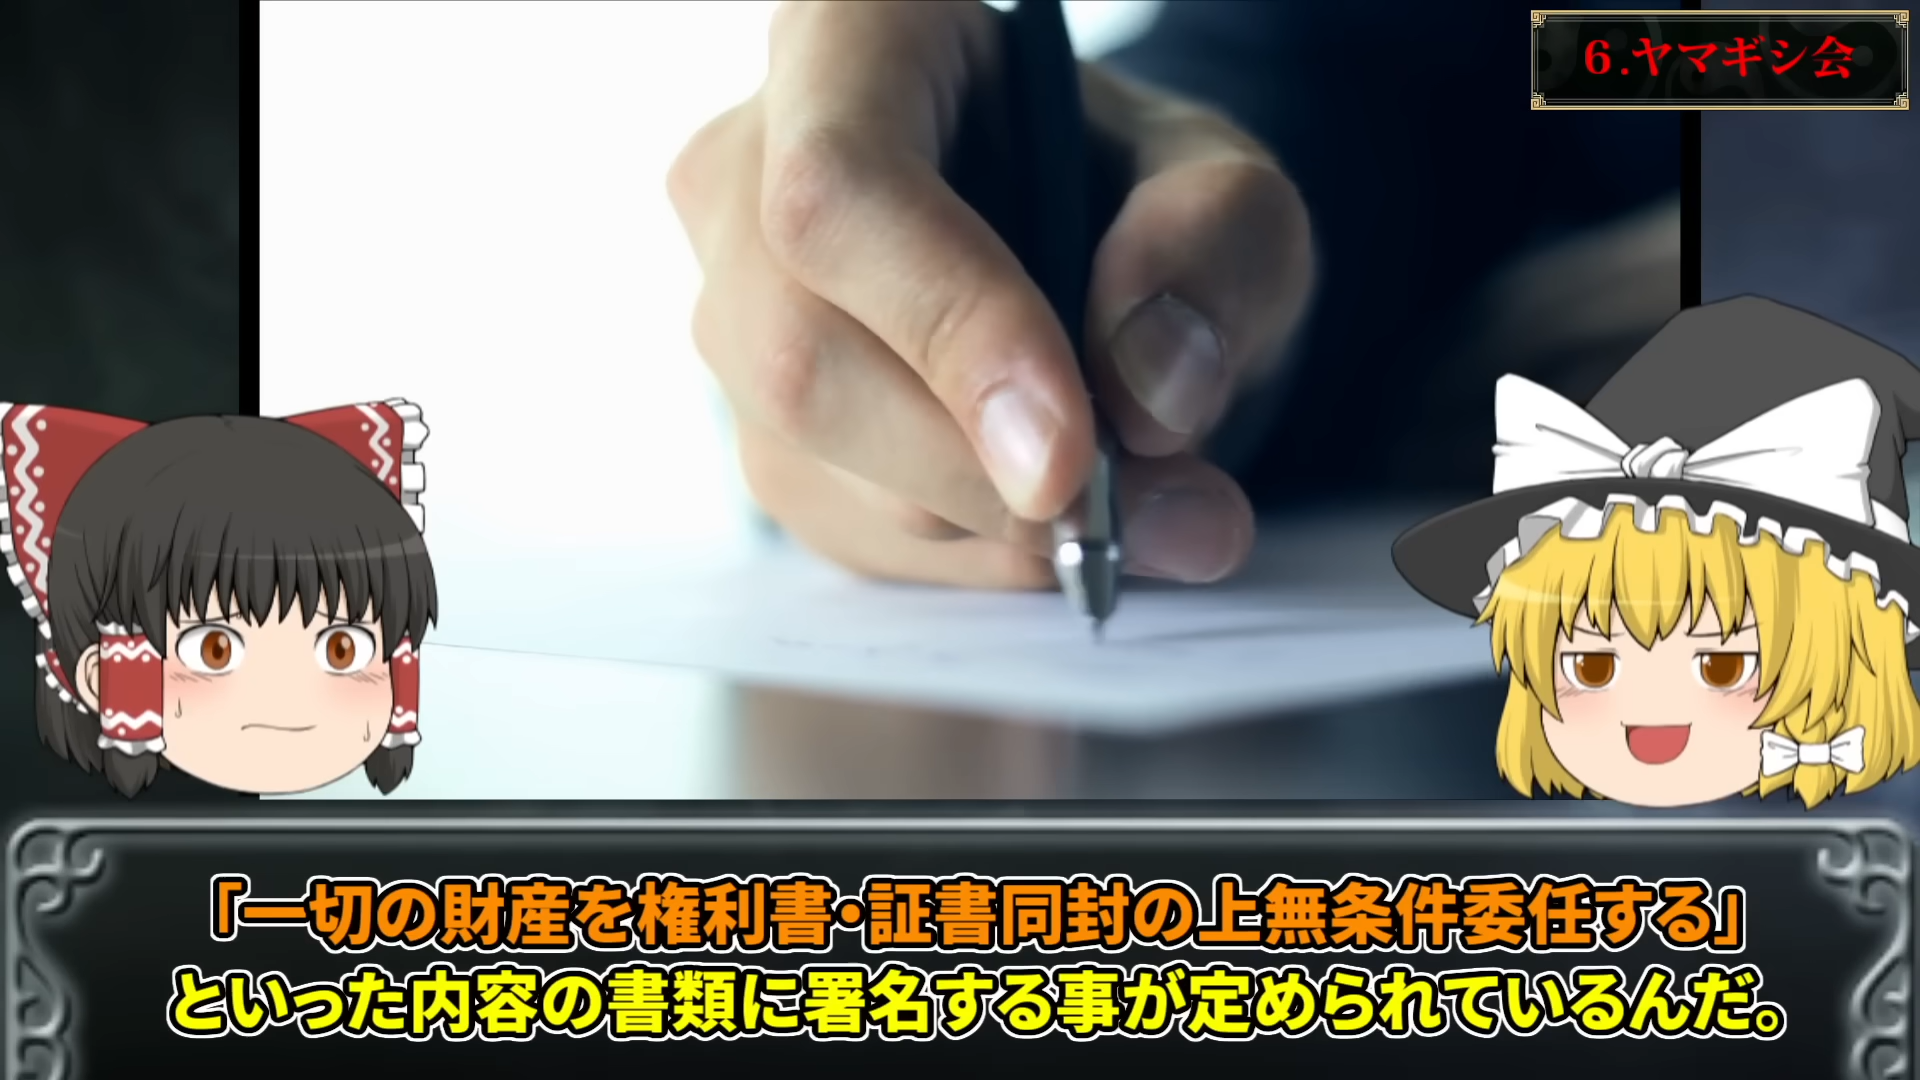 6.ヤマギシ会
「一切の財産を権利書・証書同封の上無条件委任する」
といった内容の書類に署名する事が定められているんだ。